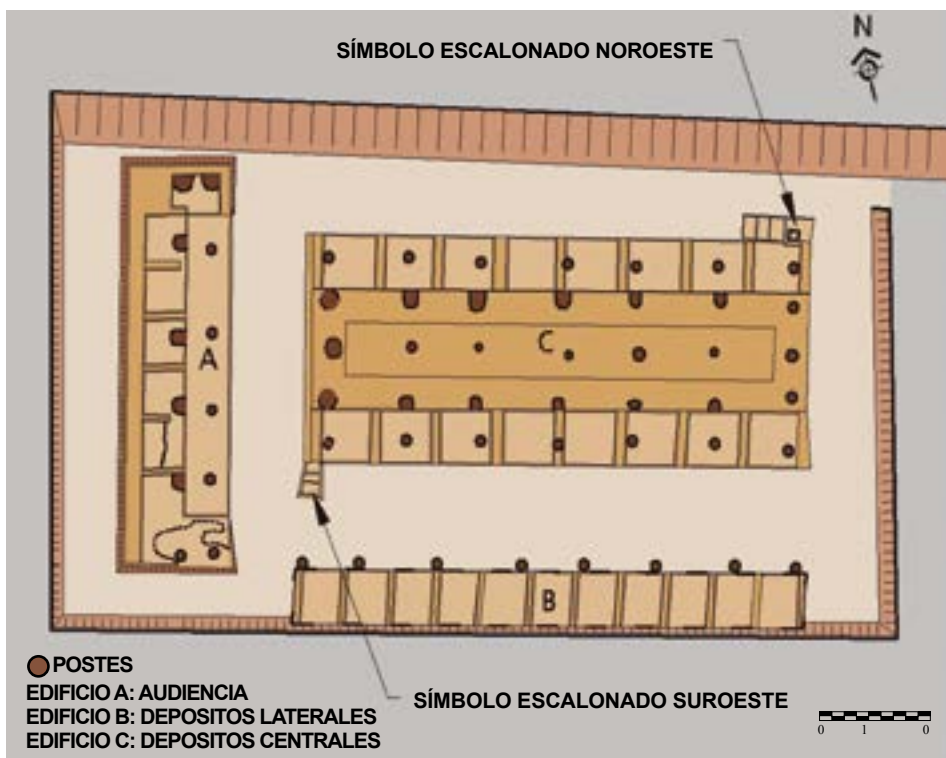 N
SÍMBOLO ESCALONADO NOROESTE
A
C
B
POSTES
EDIFICIO A: AUDIENCIA
EDIFICIO B: DEPOSITOS LATERALES
EDIFICIO C: DEPOSITOS CENTRALES
SÍMBOLO ESCALONADO SUROESTE
0 1 0